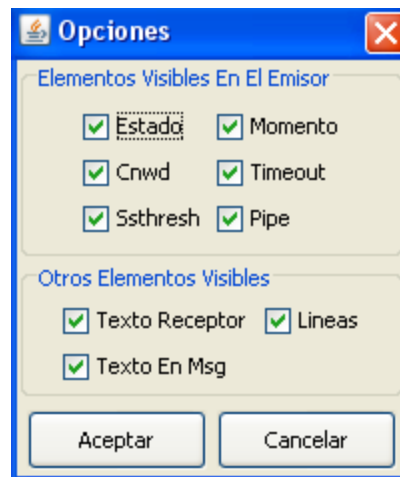 Opciones
Elementos Visibles En El Emisor
Estado Momento
Cnwd Timeout
Ssthresh Pipe
Otros Elementos Visibles
Texto Receptor Lineas
Texto En Msg
Aceptar Cancelar